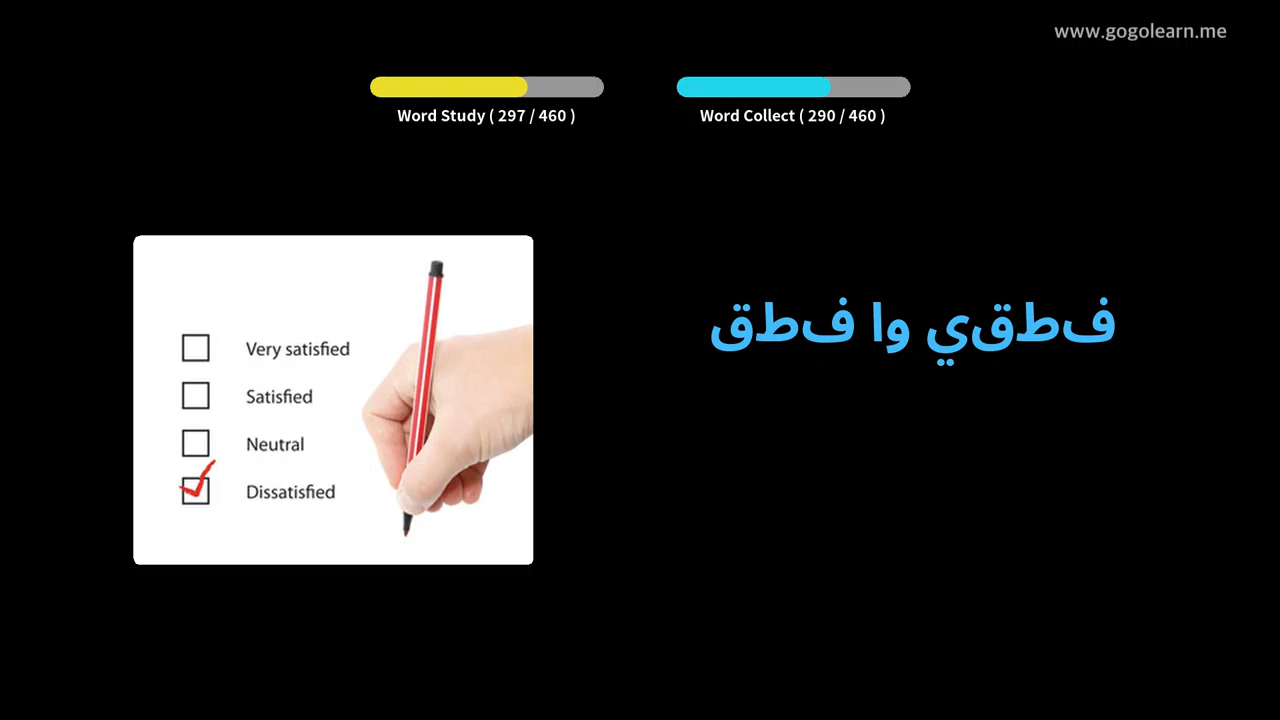 www.gogolearn.me
Word Study ( 297 / 460 )
Word Collect ( 290 / 460 )
Very satisfied
Satisfied
Neutral
Dissatisfied
فطقي وا فطق